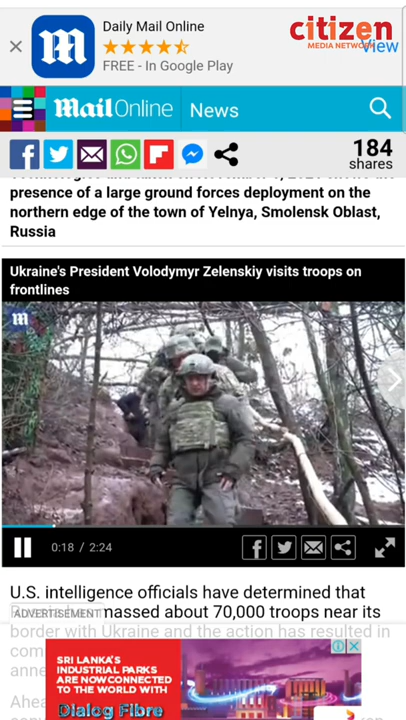 Daily Mail Online
FREE - In Google Play
citizen
MEDIA NETWORK
View
MailOnline News
184
shares
presence of a large ground forces deployment on the
northern edge of the town of Yelnya, Smolensk Oblast,
Russia
Ukraine's President Volodymyr Zelenskiy visits troops on
frontlines
0:18 / 2:24
U.S. intelligence officials have determined that
ADVERTISEMENT massed about 70,000 troops near its
border with Ukraine and the action has resulted in
SRI LANKA'S
INDUSTRIAL PARKS
ARE NOW CONNECTED
TO THE WORLD WITH
Dialog Fibre